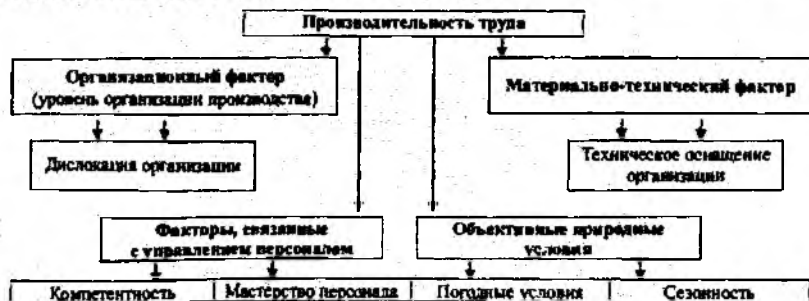 Производительность труда
Организационный фактор
(уровень организации производства)
Материально-технический фактор
Дислокация организации
Техническое оснащение
организации
Факторы, связанные
с управлением персоналом
Объективные природные
условия
Компетентность
Мастерство персонала
Погодные условия
Сезонность